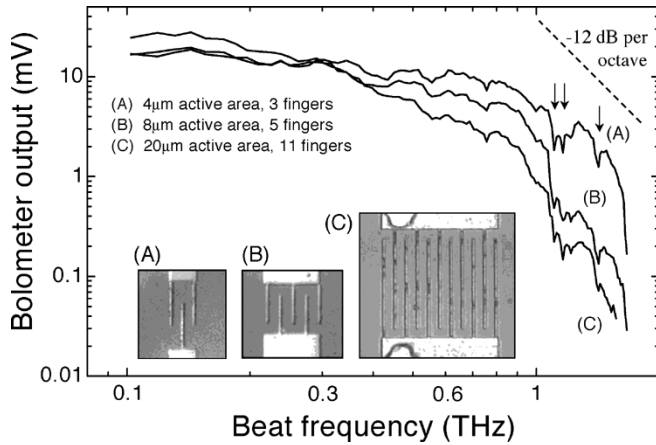 Bolometer output (mV)
10
1
0.1
0.01
-12 dB per
octave
(A) 4µm active area, 3 fingers
(B) 8µm active area, 5 fingers
(C) 20µm active area, 11 fingers
(A)
(B)
(C)
(A)
(B)
(C)
0.1
0.3
0.6
1
Beat frequency (THz)